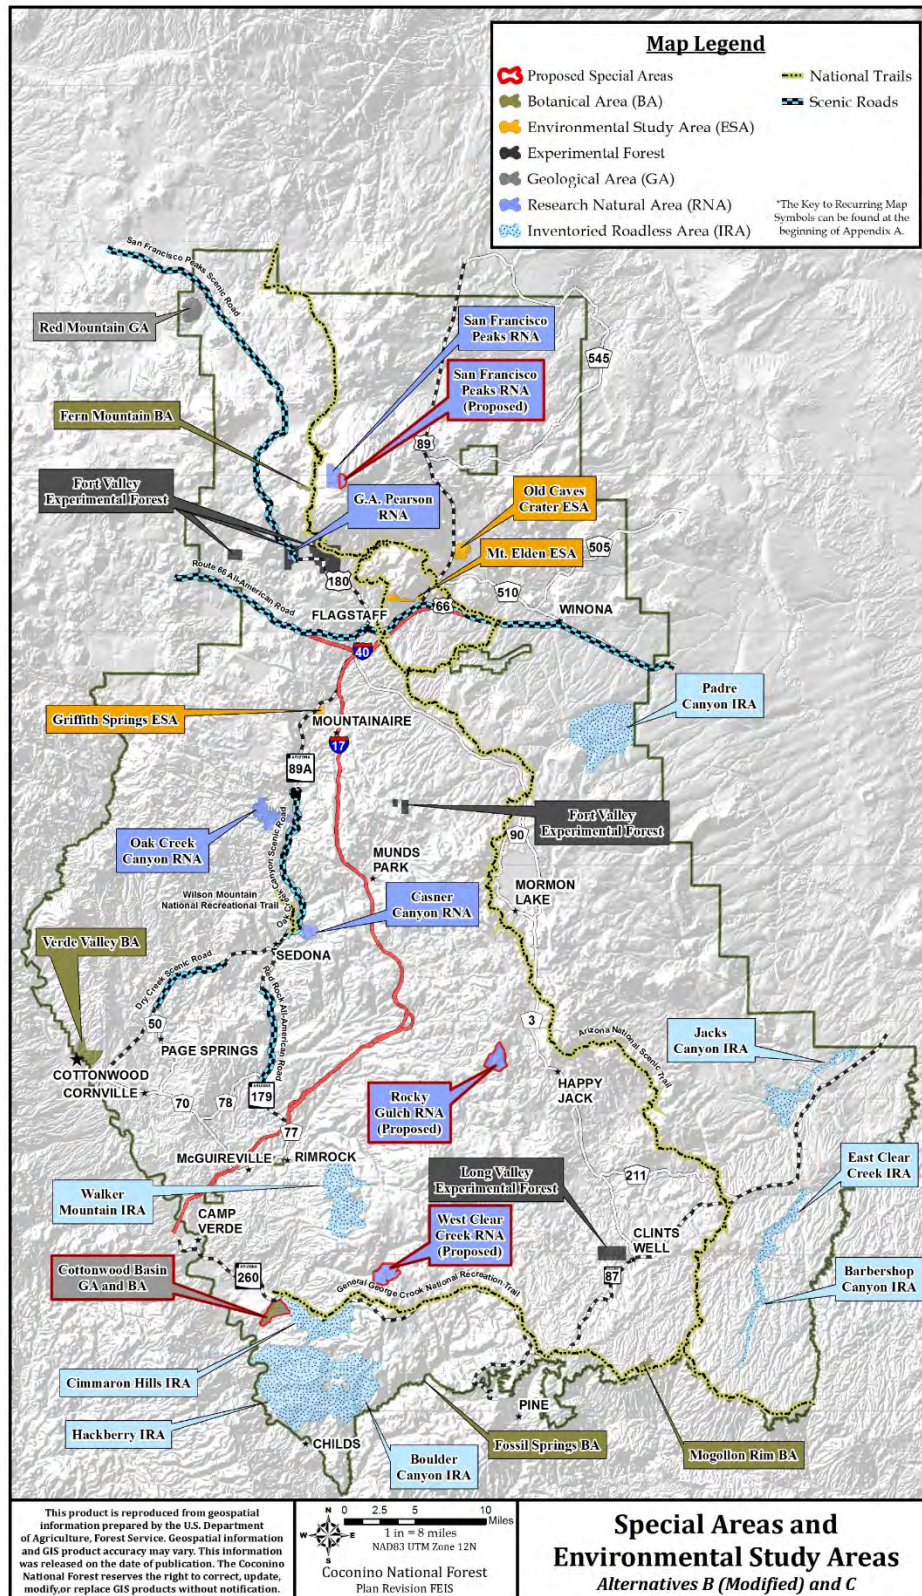 Map Legend
Proposed Special Areas
Botanical Area (BA)
Environmental Study Area (ESA)
Experimental Forest
Geological Area (GA)
Research Natural Area (RNA)
Inventoried Roadless Area (IRA)
National Trails
Scenic Roads
*The Key to Recurring Map
Symbols can be found at the
beginning of Appendix A.
San Francisco Peaks Scenic Road
Red Mountain GA
San Francisco
Peaks RNA
545
San Francisco
Peaks RNA
(Proposed)
Fern Mountain BA
89
Fort Valley
Experimental Forest
G.A. Pearson
RNA
Old Caves
Crater ESA
Mt. Elden ESA
505
Route 66 All-American Road
180
510
66
FLAGSTAFF
WINONA
40
Padre
Canyon IRA
Griffith Springs ESA
MOUNTAINAIRE
17
ARIZONA
89A
Oak Creek Canyon Scenic Road
Fort Valley
Experimental Forest
Oak Creek
Canyon RNA
90
MUNDS
PARK
Wilson Mountain
National Recreational Trail
Casner
Canyon RNA
MORMON
LAKE
Verde Valley BA
SEDONA
Dry Creek Scenic Road
Red Rock All-American Road
50
3
PAGE SPRINGS
Arizona National Scenic Trail
Jacks
Canyon IRA
COTTONWOOD
CORNVILLE
70
78
ARIZONA
179
Rocky
Gulch RNA
(Proposed)
HAPPY
JACK
77
McGUIREVILLE
RIMROCK
East Clear
Creek IRA
Walker
Mountain IRA
Long Valley
Experimental Forest
211
CAMP
VERDE
West Clear
Creek RNA
(Proposed)
CLINTS
WELL
Cottonwood Basin
GA and BA
ARIZONA
260
General George Crook National Recreation Trail
ARIZONA
87
Barbershop
Canyon IRA
Cimmaron Hills IRA
PINE
Hackberry IRA
CHILDS
Boulder
Canyon IRA
Fossil Springs BA
Mogollon Rim BA
This product is reproduced from geospatial
information prepared by the U.S. Department
of Agriculture, Forest Service. Geospatial information
and GIS product accuracy may vary. This information
was released on the date of publication. The Coconino
National Forest reserves the right to correct, update,
modify,or replace GIS products without notification.
N
W E
S
0 2.5 5 10
Miles
1 in = 8 miles
NAD83 UTM Zone 12N
Coconino National Forest
Plan Revision FEIS
Special Areas and
Environmental Study Areas
Alternatives B (Modified) and C